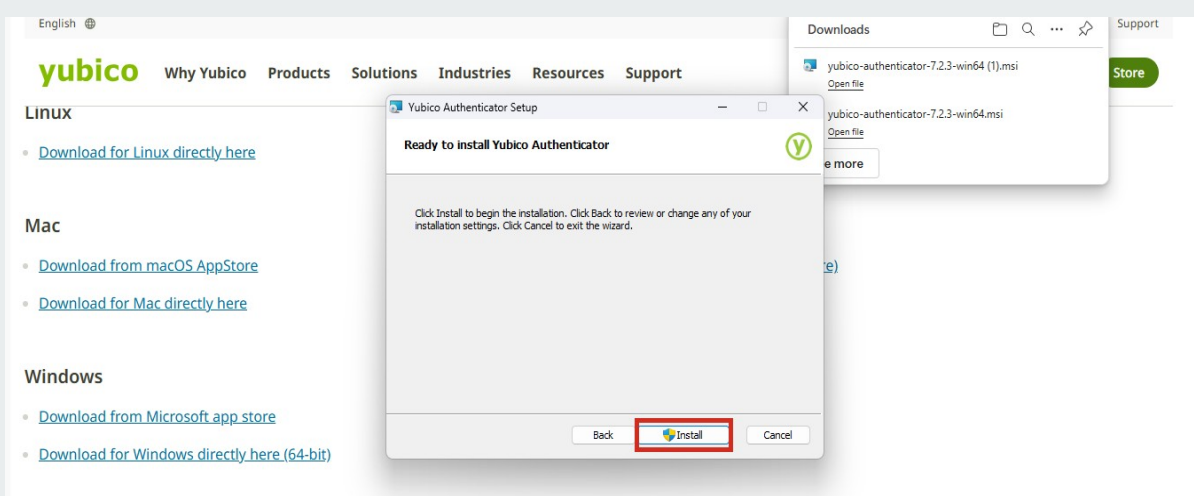 English
Support
yubico
Why Yubico Products Solutions Industries Resources Support
Store
Linux
Download for Linux directly here
Mac
Download from macOS AppStore
Download for Mac directly here
e)
Windows
Download from Microsoft app store
Download for Windows directly here (64-bit)
Downloads
yubico-authenticator-7.2.3-win64 (1).msi
Open file
yubico-authenticator-7.2.3-win64.msi
Open file
e more
Yubico Authenticator Setup
Ready to install Yubico Authenticator
y
Click Install to begin the installation. Click Back to review or change any of your
installation settings. Click Cancel to exit the wizard.
Back Install Cancel